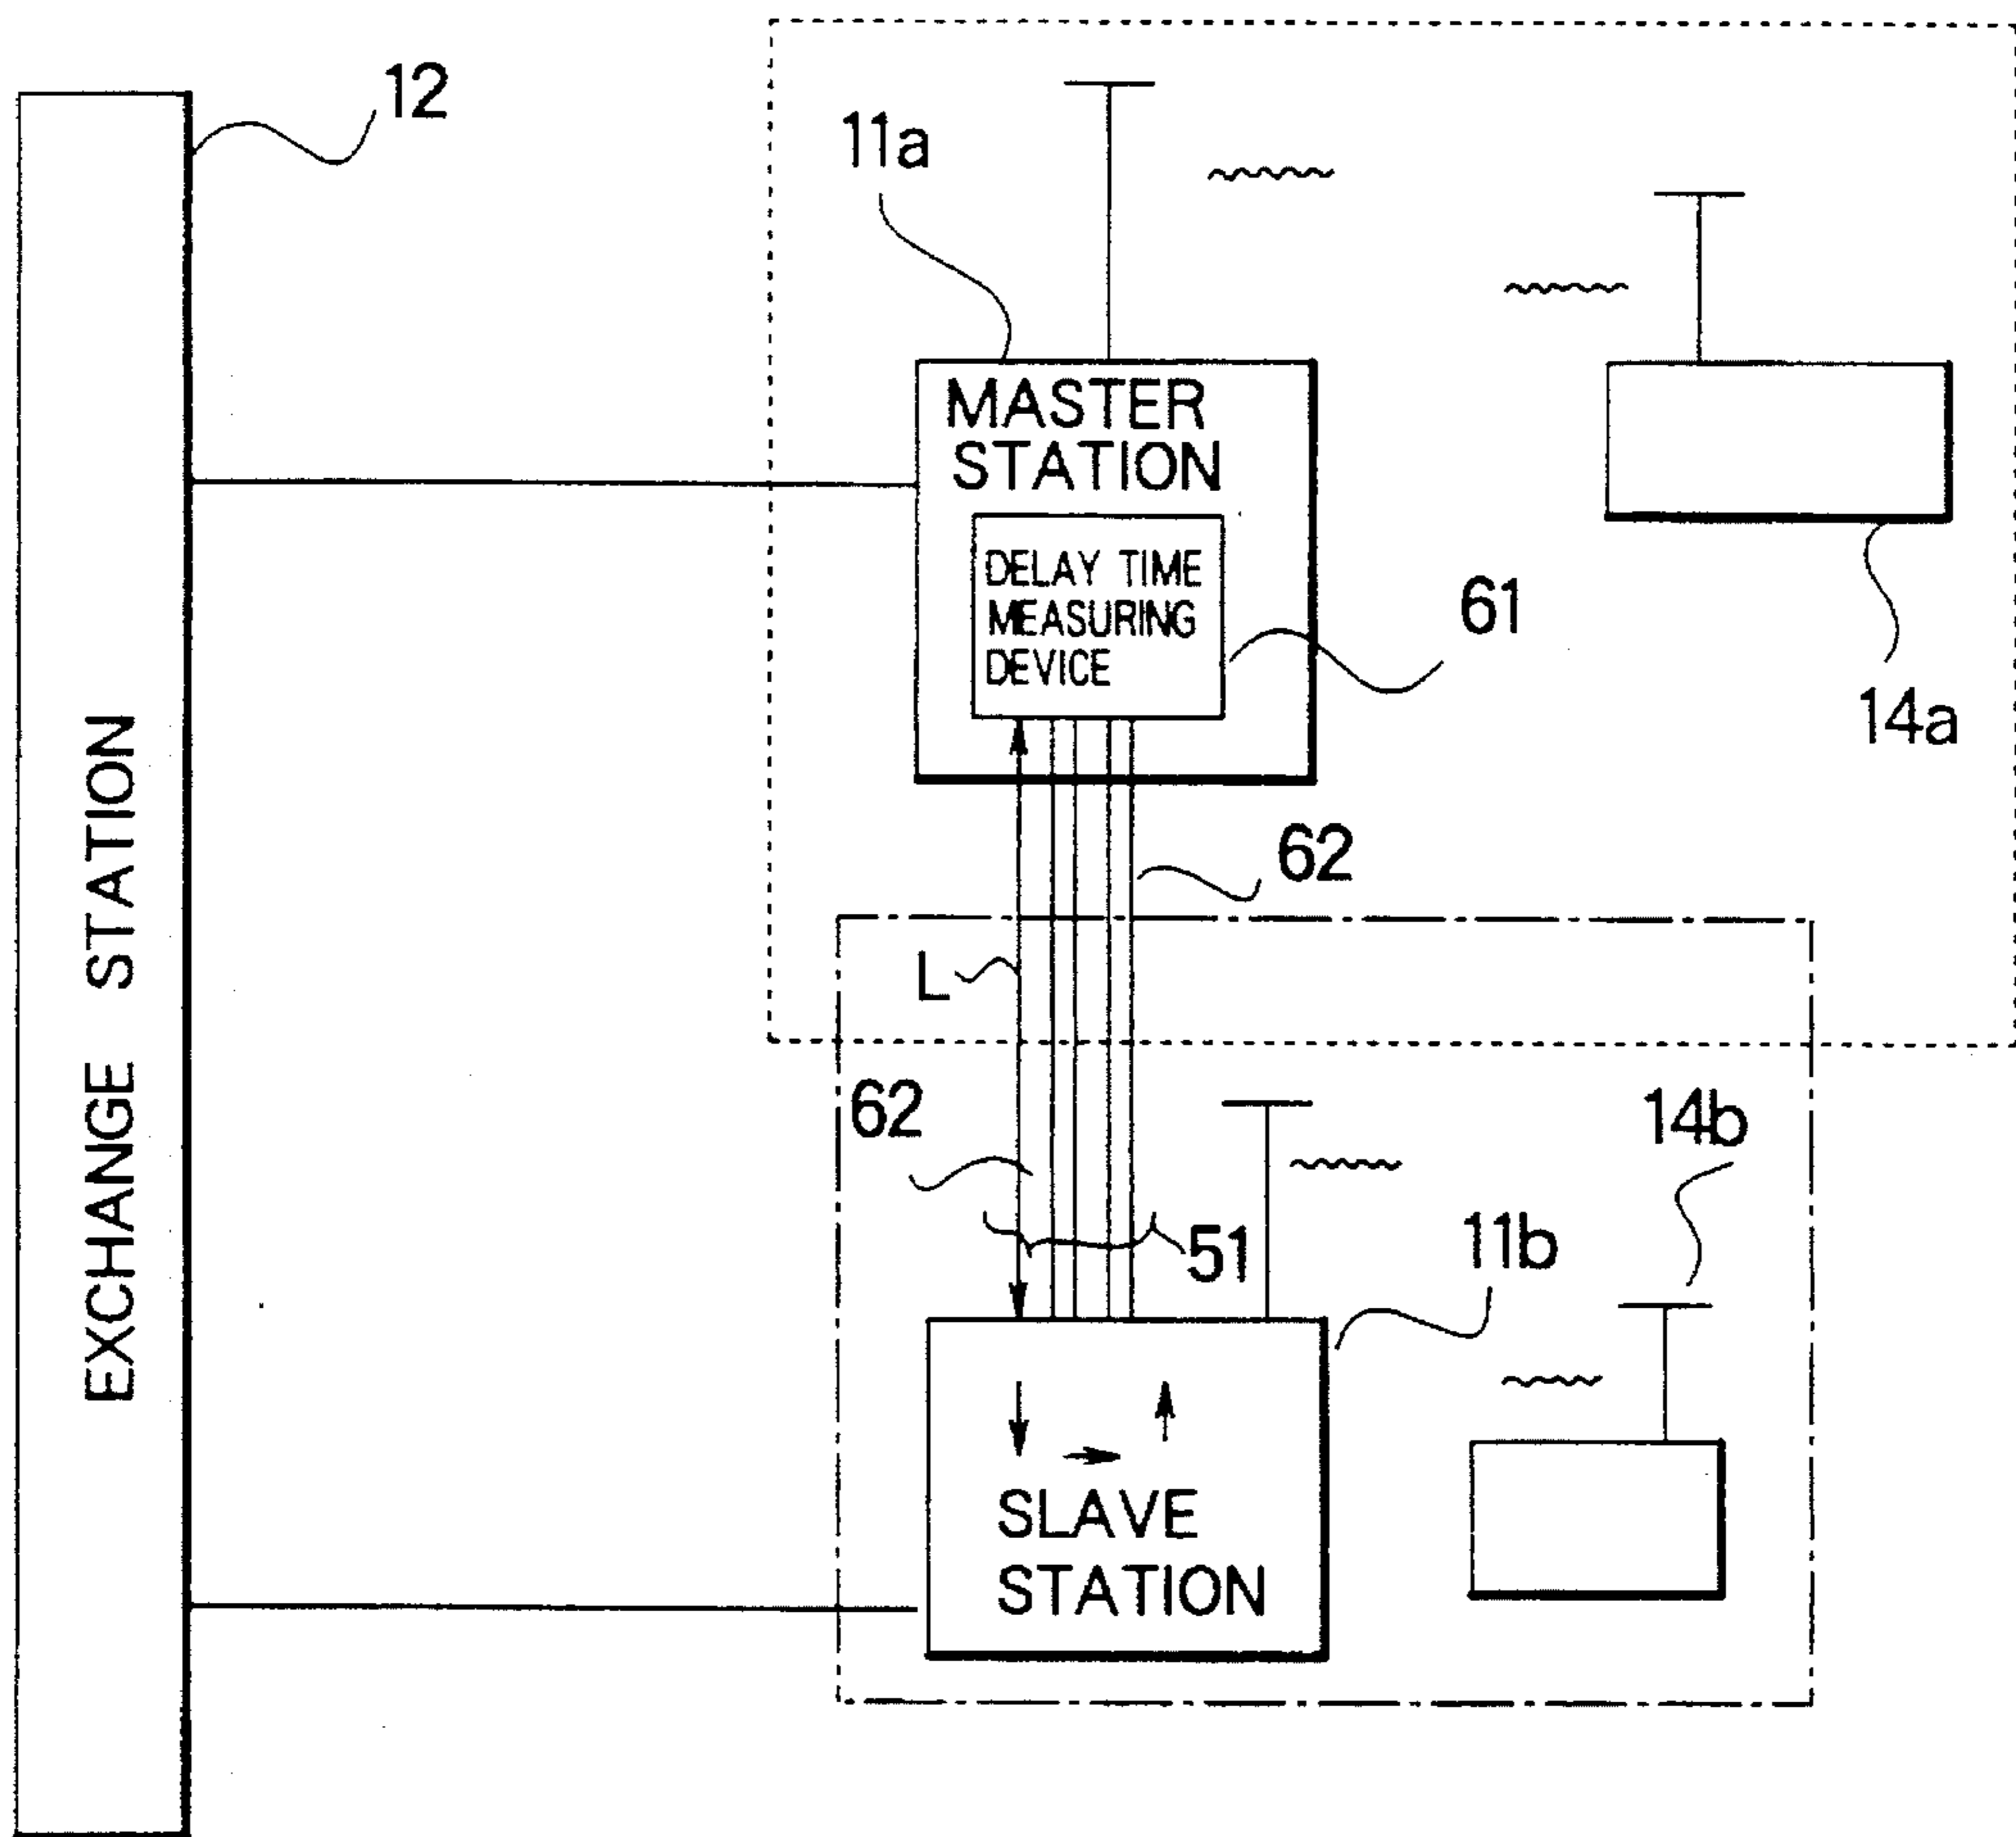 12
11a
MASTER
STATION
DELAY TIME
MEASURING
DEVICE
61
14a
62
L
EXCHANGE STATION
62
14b
51
11b
SLAVE
STATION